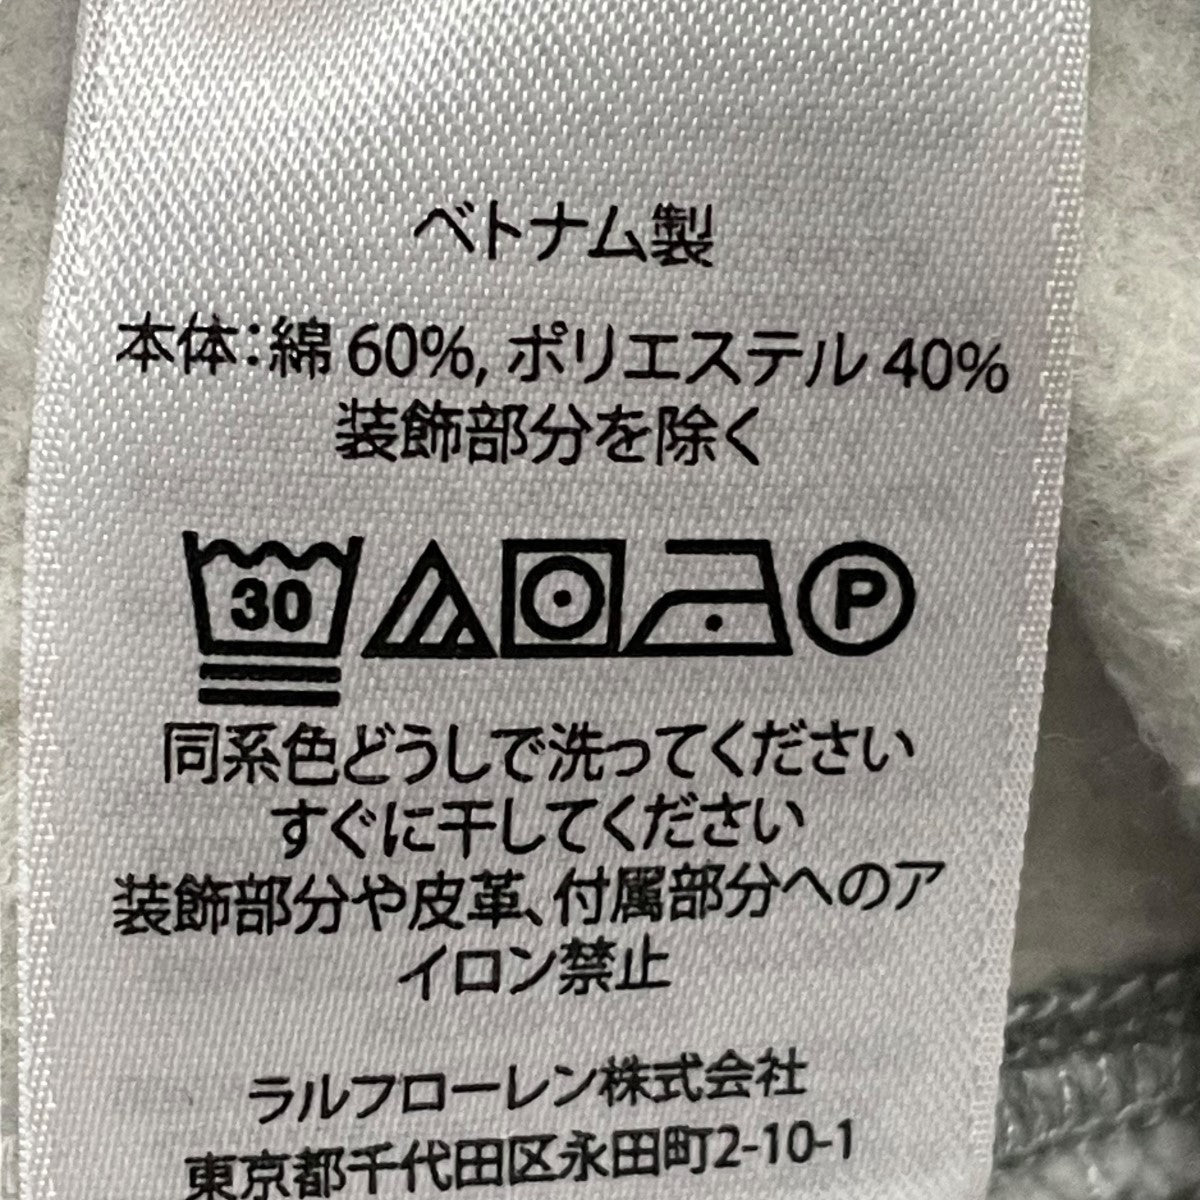 ベトナム製
本体：綿 60%, ポリエステル 40%
装飾部分を除く
30 P
同系色どうしで洗ってください
すぐに干してください
装飾部分や皮革、付属部分へのア
イロン禁止
ラルフローレン株式会社
東京都千代田区永田町2-10-1